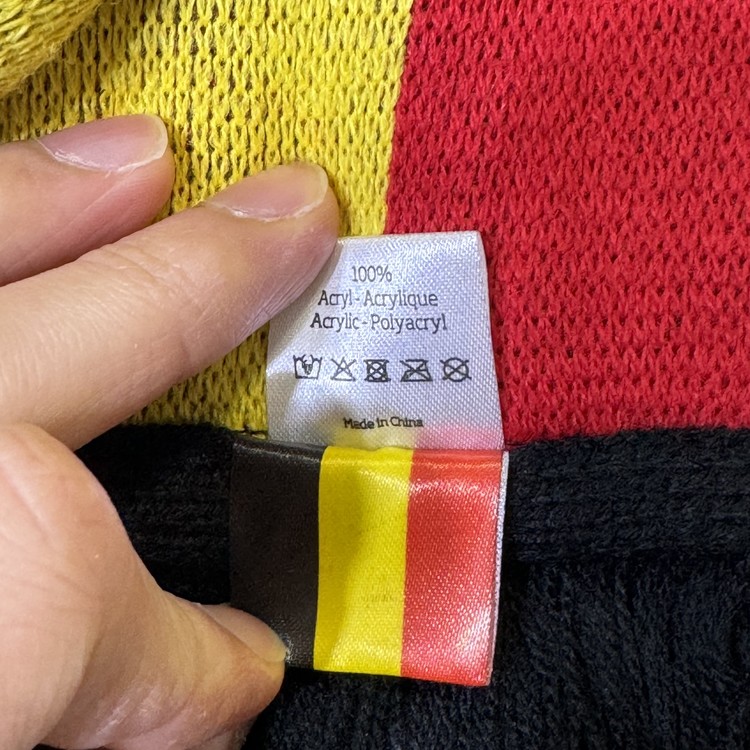 100%
Acryl-Acrylique
Acrylic-Polyacryl
Made in China